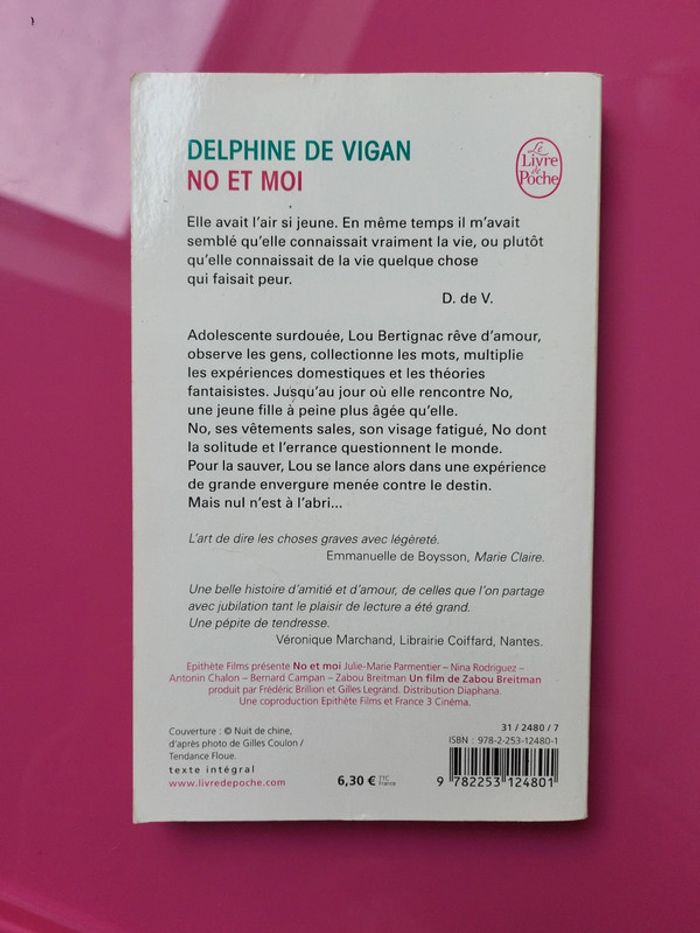 DELPHINE DE VIGAN
NO ET MOI
Le
Livre
de
Poche
Elle avait l'air si jeune. En même temps il m'avait
semblé qu'elle connaissait vraiment la vie, ou plutôt
qu'elle connaissait de la vie quelque chose
qui faisait peur.
D. de V.
Adolescente surdouée, Lou Bertignac rêve d'amour,
observe les gens, collectionne les mots, multiplie
les expériences domestiques et les théories
fantaisistes. Jusqu'au jour où elle rencontre No,
une jeune fille à peine plus âgée qu'elle.
No, ses vêtements sales, son visage fatigué, No dont
la solitude et l'errance questionnent le monde.
Pour la sauver, Lou se lance alors dans une expérience
de grande envergure menée contre le destin.
Mais nul n'est à l'abri...
L'art de dire les choses graves avec légèreté.
Emmanuelle de Boysson, Marie Claire.
Une belle histoire d'amitié et d'amour, de celles que l'on partage
avec jubilation tant le plaisir de lecture a été grand.
Une pépite de tendresse.
Véronique Marchand, Librairie Coiffard, Nantes.
Epithète Films présente No et moi Julie-Marie Parmentier – Nina Rodriguez –
Antonin Chalon – Bernard Campan – Zabou Breitman Un film de Zabou Breitman
produit par Frédéric Brillion et Gilles Legrand. Distribution Diaphana.
Une coproduction Epithète Films et France 3 Cinéma.
Couverture : © Nuit de chine,
d'après photo de Gilles Coulon /
Tendance Floue.
texte intégral
www.livredepoche.com
6,30 € TTC
France
31 / 2480 / 7
ISBN : 978-2-253-12480-1
9 782253 124801